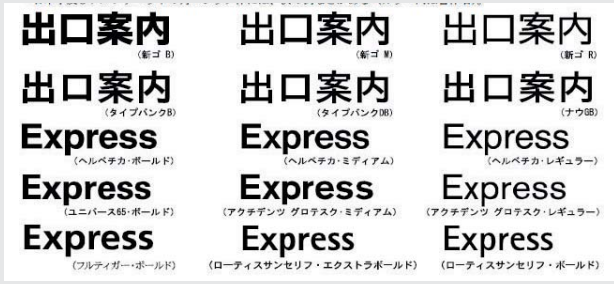 出口案内 出口案内 出口案内
(新ゴ B) (新ゴ M) (新ゴ R)
出口案内 出口案内 出口案内
(タイプバンクB) (タイプバンクDB) (ナウGB)
Express Express Express
(ヘルベチカ・ボールド) (ヘルベチカ・ミディアム) (ヘルベチカ・レギュラー)
Express Express Express
(ユニバース65・ボールド) (アクチデンツ グロテスク・ミディアム) (アクチデンツ グロテスク・レギュラー)
Express Express Express
(フルティガー・ボールド) (ローティスサンセリフ・エクストラボールド) (ローティスサンセリフ・ボールド)